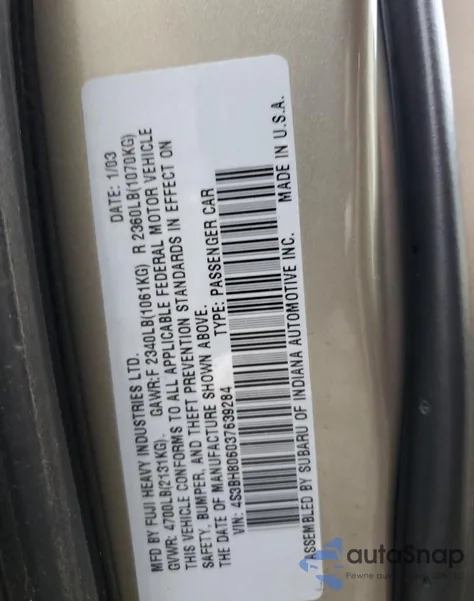 MFD BY FUJI HEAVY INDUSTRIES LTD. DATE: 1/03
GVWR: 4700LB(2131KG). GAWR:F 2340LB(1061KG) R 2360LB(1070KG)
THIS VEHICLE CONFORMS TO ALL APPLICABLE FEDERAL MOTOR VEHICLE
SAFETY, BUMPER, AND THEFT PREVENTION STANDARDS IN EFFECT ON
THE DATE OF MANUFACTURE SHOWN ABOVE.
VIN: 4S3BH806037639284 TYPE: PASSENGER CAR
ASSEMBLED BY SUBARU OF INDIANA AUTOMOTIVE INC. MADE IN U.S.A.
autoSnap
Pewne